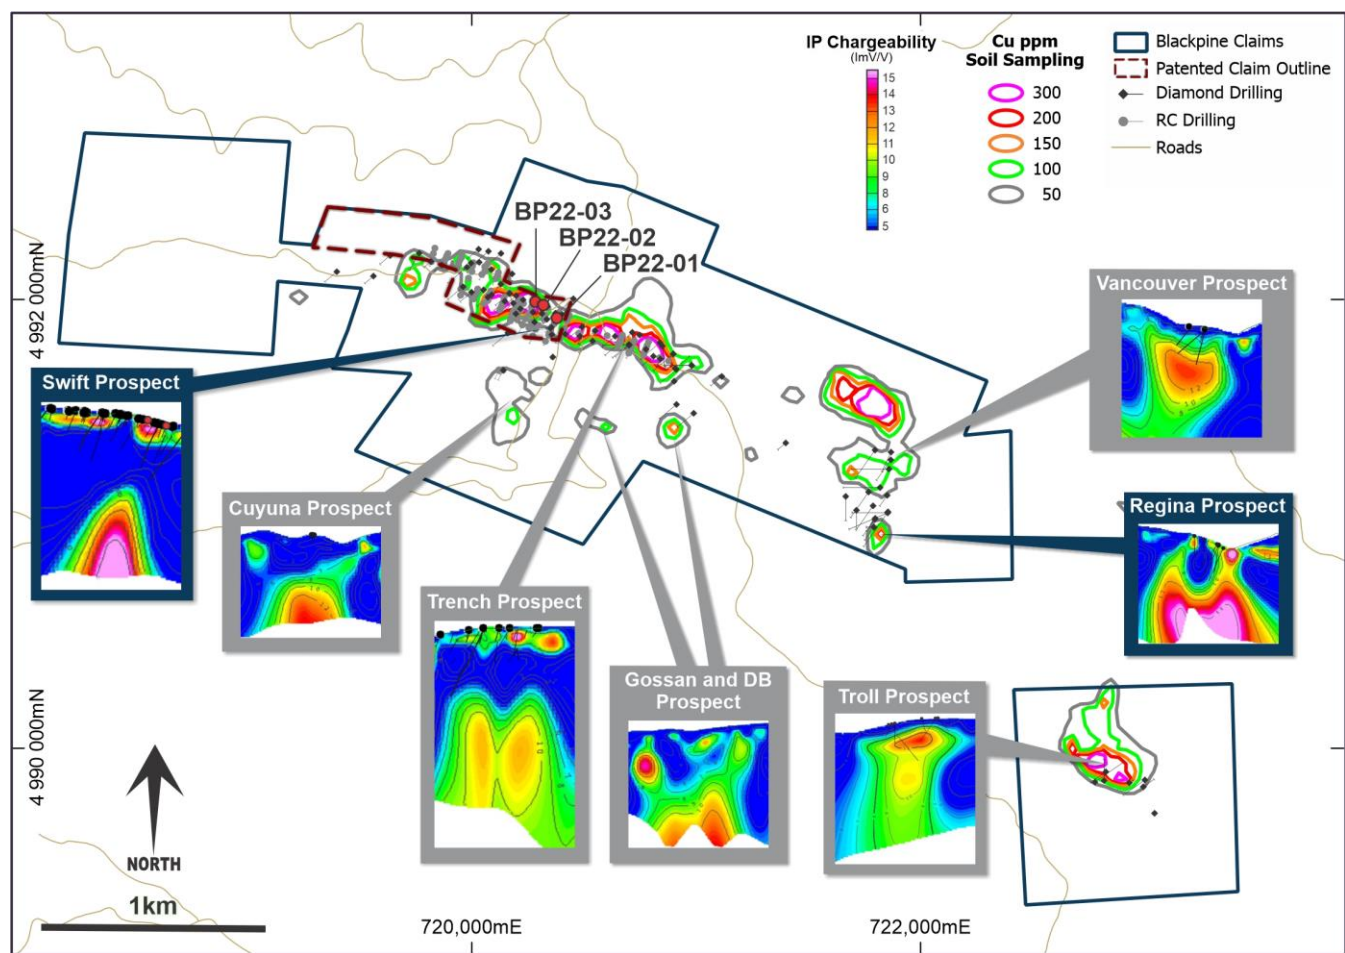 IP Chargeability
(ImV/V)
15
14
13
12
11
10
9
8
6
5
Cu ppm
Soil Sampling
300
200
150
100
50
Blackpine Claims
Patented Claim Outline
Diamond Drilling
RC Drilling
Roads
BP22-03
BP22-02
BP22-01
4 992 000mN
Vancouver Prospect
Swift Prospect
Cuyuna Prospect
Regina Prospect
Trench Prospect
Gossan and DB
Prospect
Troll Prospect
4 990 000mN
NORTH
1km
720,000mE
722,000mE